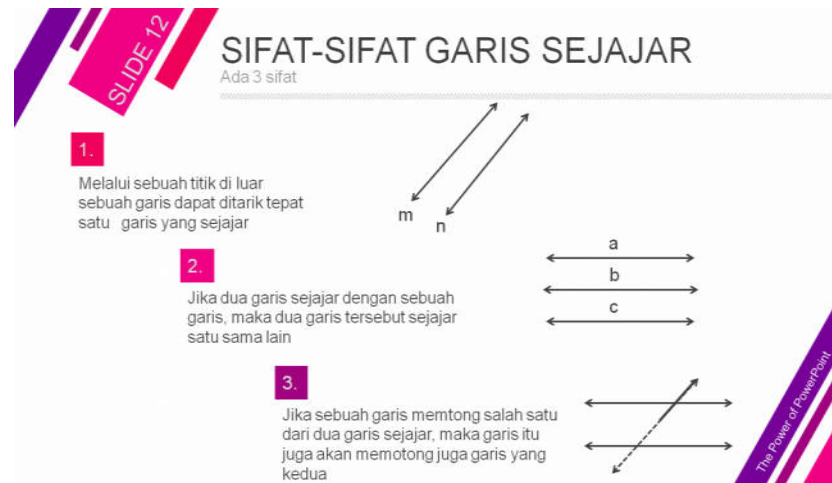 SLIDE 12
SIFAT-SIFAT GARIS SEJAJAR
Ada 3 sifat
1.
Melalui sebuah titik di luar
sebuah garis dapat ditarik tepat
satu garis yang sejajar
m
n
2.
Jika dua garis sejajar dengan sebuah
garis, maka dua garis tersebut sejajar
satu sama lain
a
b
c
3.
Jika sebuah garis memtong salah satu
dari dua garis sejajar, maka garis itu
juga akan memotong juga garis yang
kedua
The Power of PowerPoint